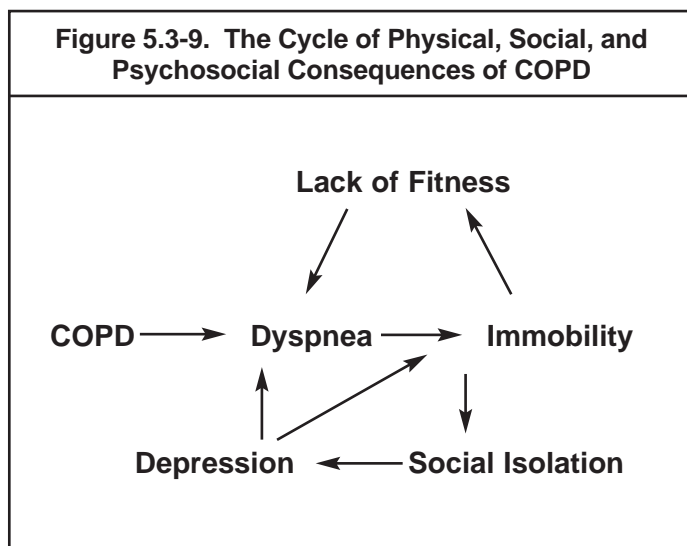 Figure 5.3-9. The Cycle of Physical, Social, and
Psychosocial Consequences of COPD
Lack of Fitness
COPD Dyspnea Immobility
Depression Social Isolation